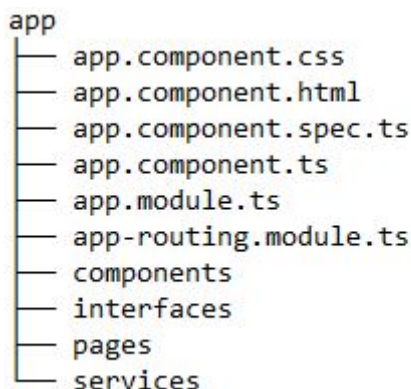 app
app.component.css
app.component.html
app.component.spec.ts
app.component.ts
app.module.ts
app-routing.module.ts
components
interfaces
pages
services